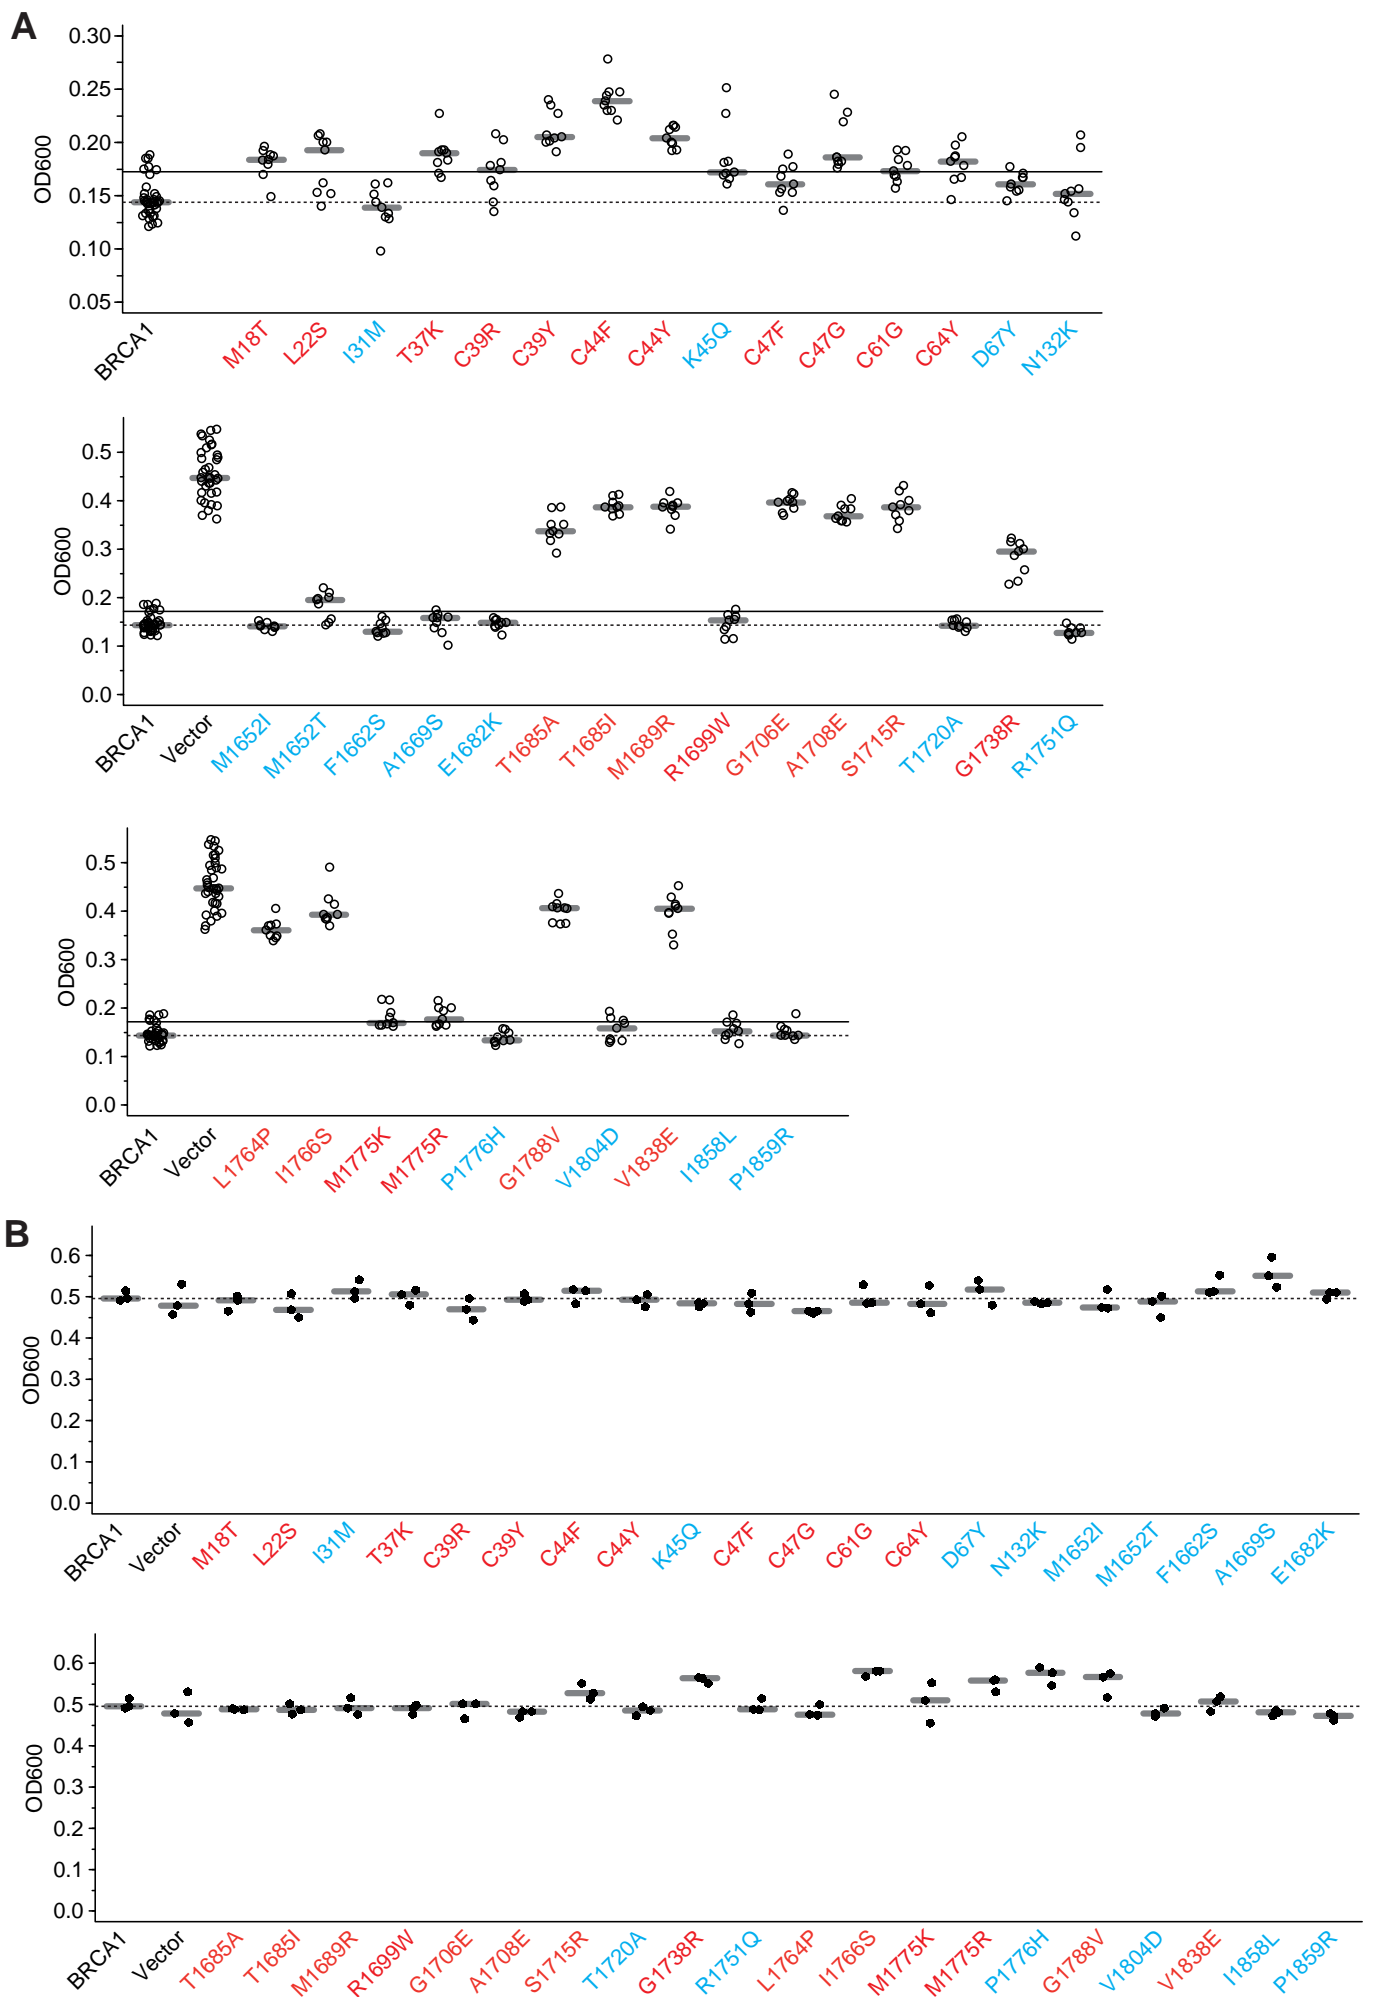 A
OD600
0.30
0.25
0.20
0.15
0.10
0.05
BRCA1 M18T L22S I31M T37K C39R C39Y C44F C44Y K45Q C47F C47G C61G C64Y D67Y N132K
OD600
0.5
0.4
0.3
0.2
0.1
0.0
BRCA1 Vector M1652I M1652T F1662S A1669S E1682K T1685A T1685I M1689R R1699W G1706E A1708E S1715R T1720A G1738R R1751Q
OD600
0.5
0.4
0.3
0.2
0.1
0.0
BRCA1 Vector L1764P I1766S M1775K M1775R P1776H G1788V V1804D V1838E I1858L P1859R
B
OD600
0.6
0.5
0.4
0.3
0.2
0.1
0.0
BRCA1 Vector M18T L22S I31M T37K C39R C39Y C44F C44Y K45Q C47F C47G C61G C64Y D67Y N132K M1652I M1652T F1662S A1669S E1682K
OD600
0.6
0.5
0.4
0.3
0.2
0.1
0.0
BRCA1 Vector T1685A T1685I M1689R R1699W G1706E A1708E S1715R T1720A G1738R R1751Q L1764P I1766S M1775K M1775R P1776H G1788V V1804D V1838E I1858L P1859R